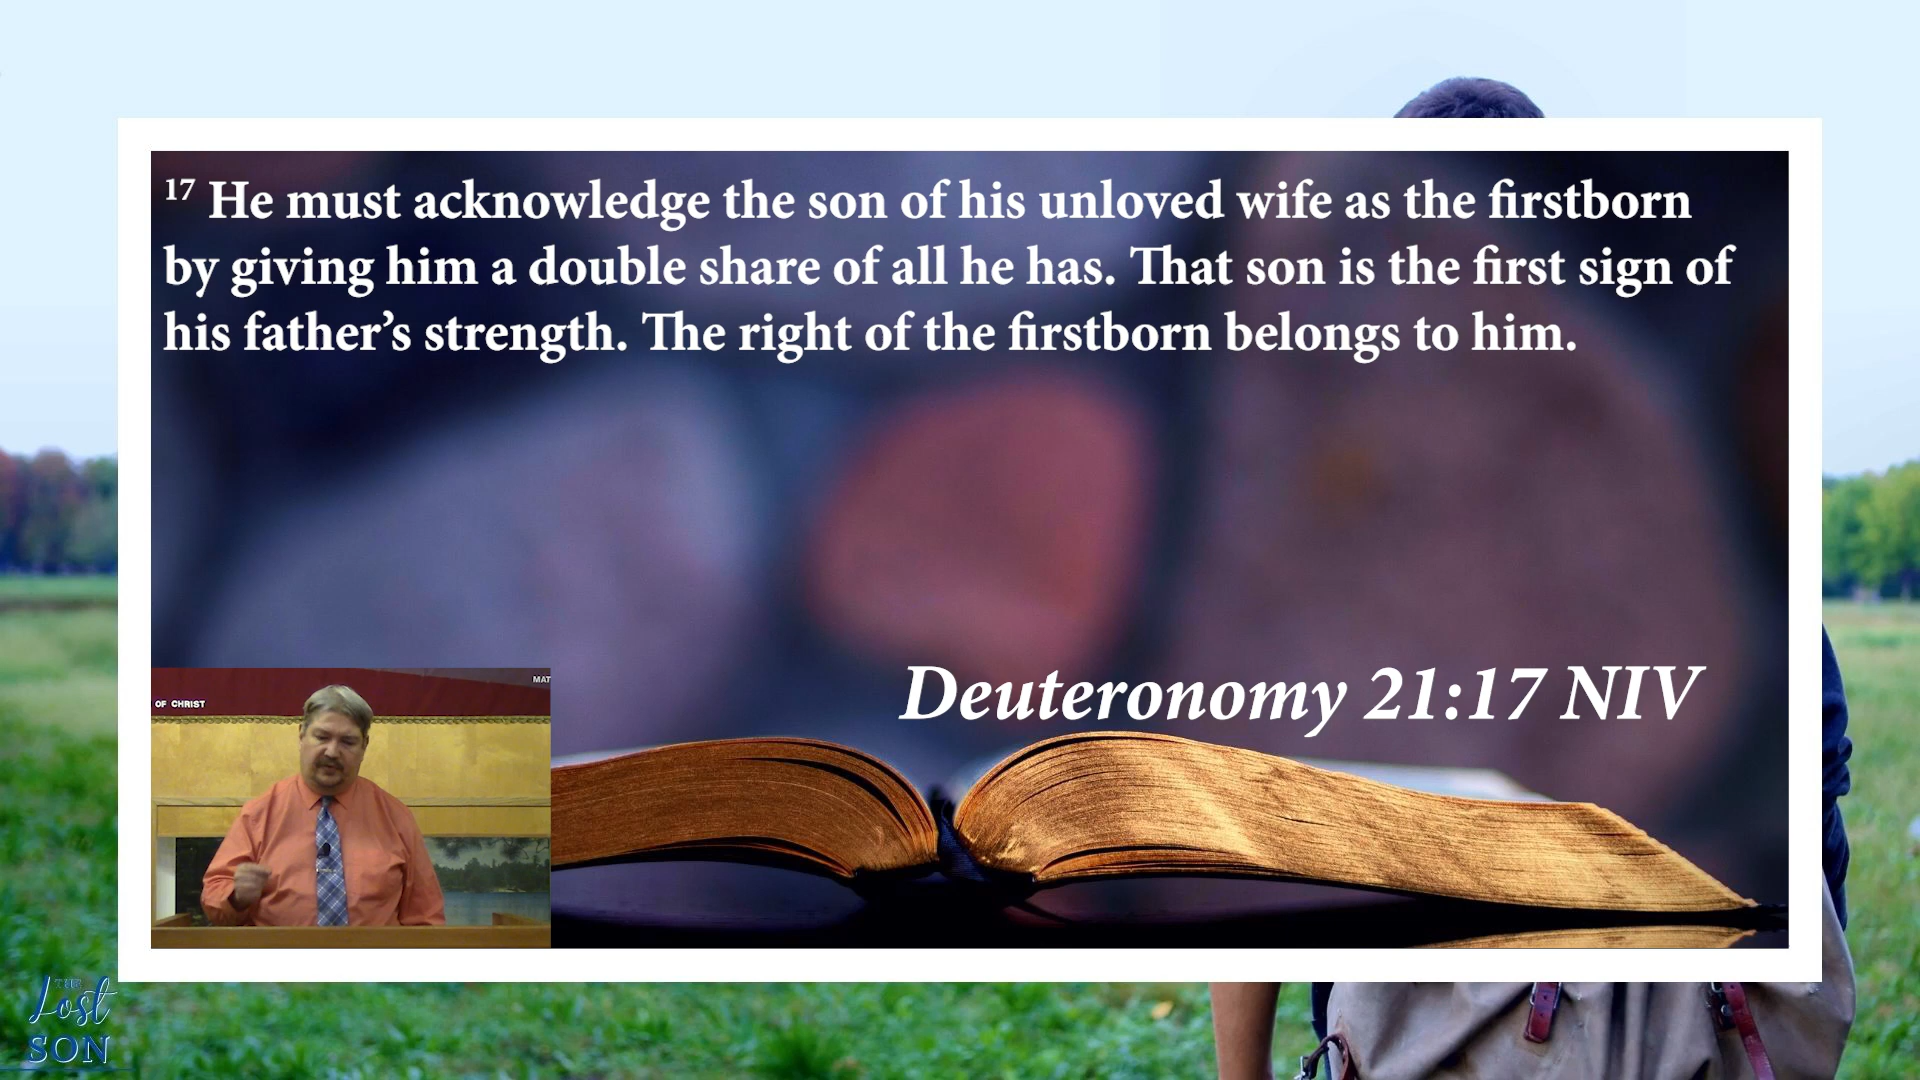 17 He must acknowledge the son of his unloved wife as the firstborn
by giving him a double share of all he has. That son is the first sign of
his father’s strength. The right of the firstborn belongs to him.
Deuteronomy 21:17 NIV
MAT
OF CHRIST
THE
Lost
SON